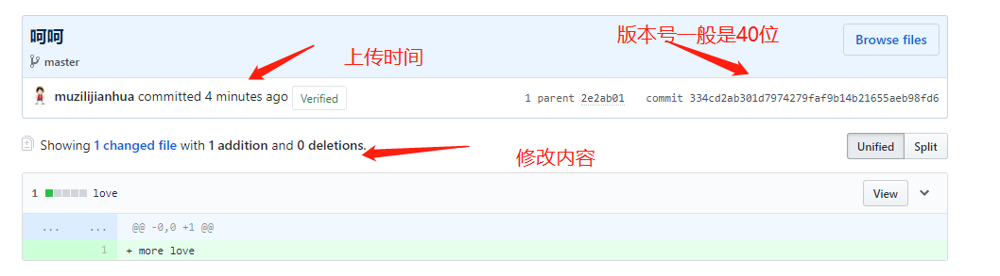 呵呵
版本号一般是40位
Browse files
master
上传时间
muzilijianhua committed 4 minutes ago Verified
1 parent 2e2ab01 commit 334cd2ab301d7974279faf9b14b21655aeb98fd6
Showing 1 changed file with 1 addition and 0 deletions.
修改内容
Unified Split
1 love
View
... ... @@ -0,0 +1 @@
1 + more love